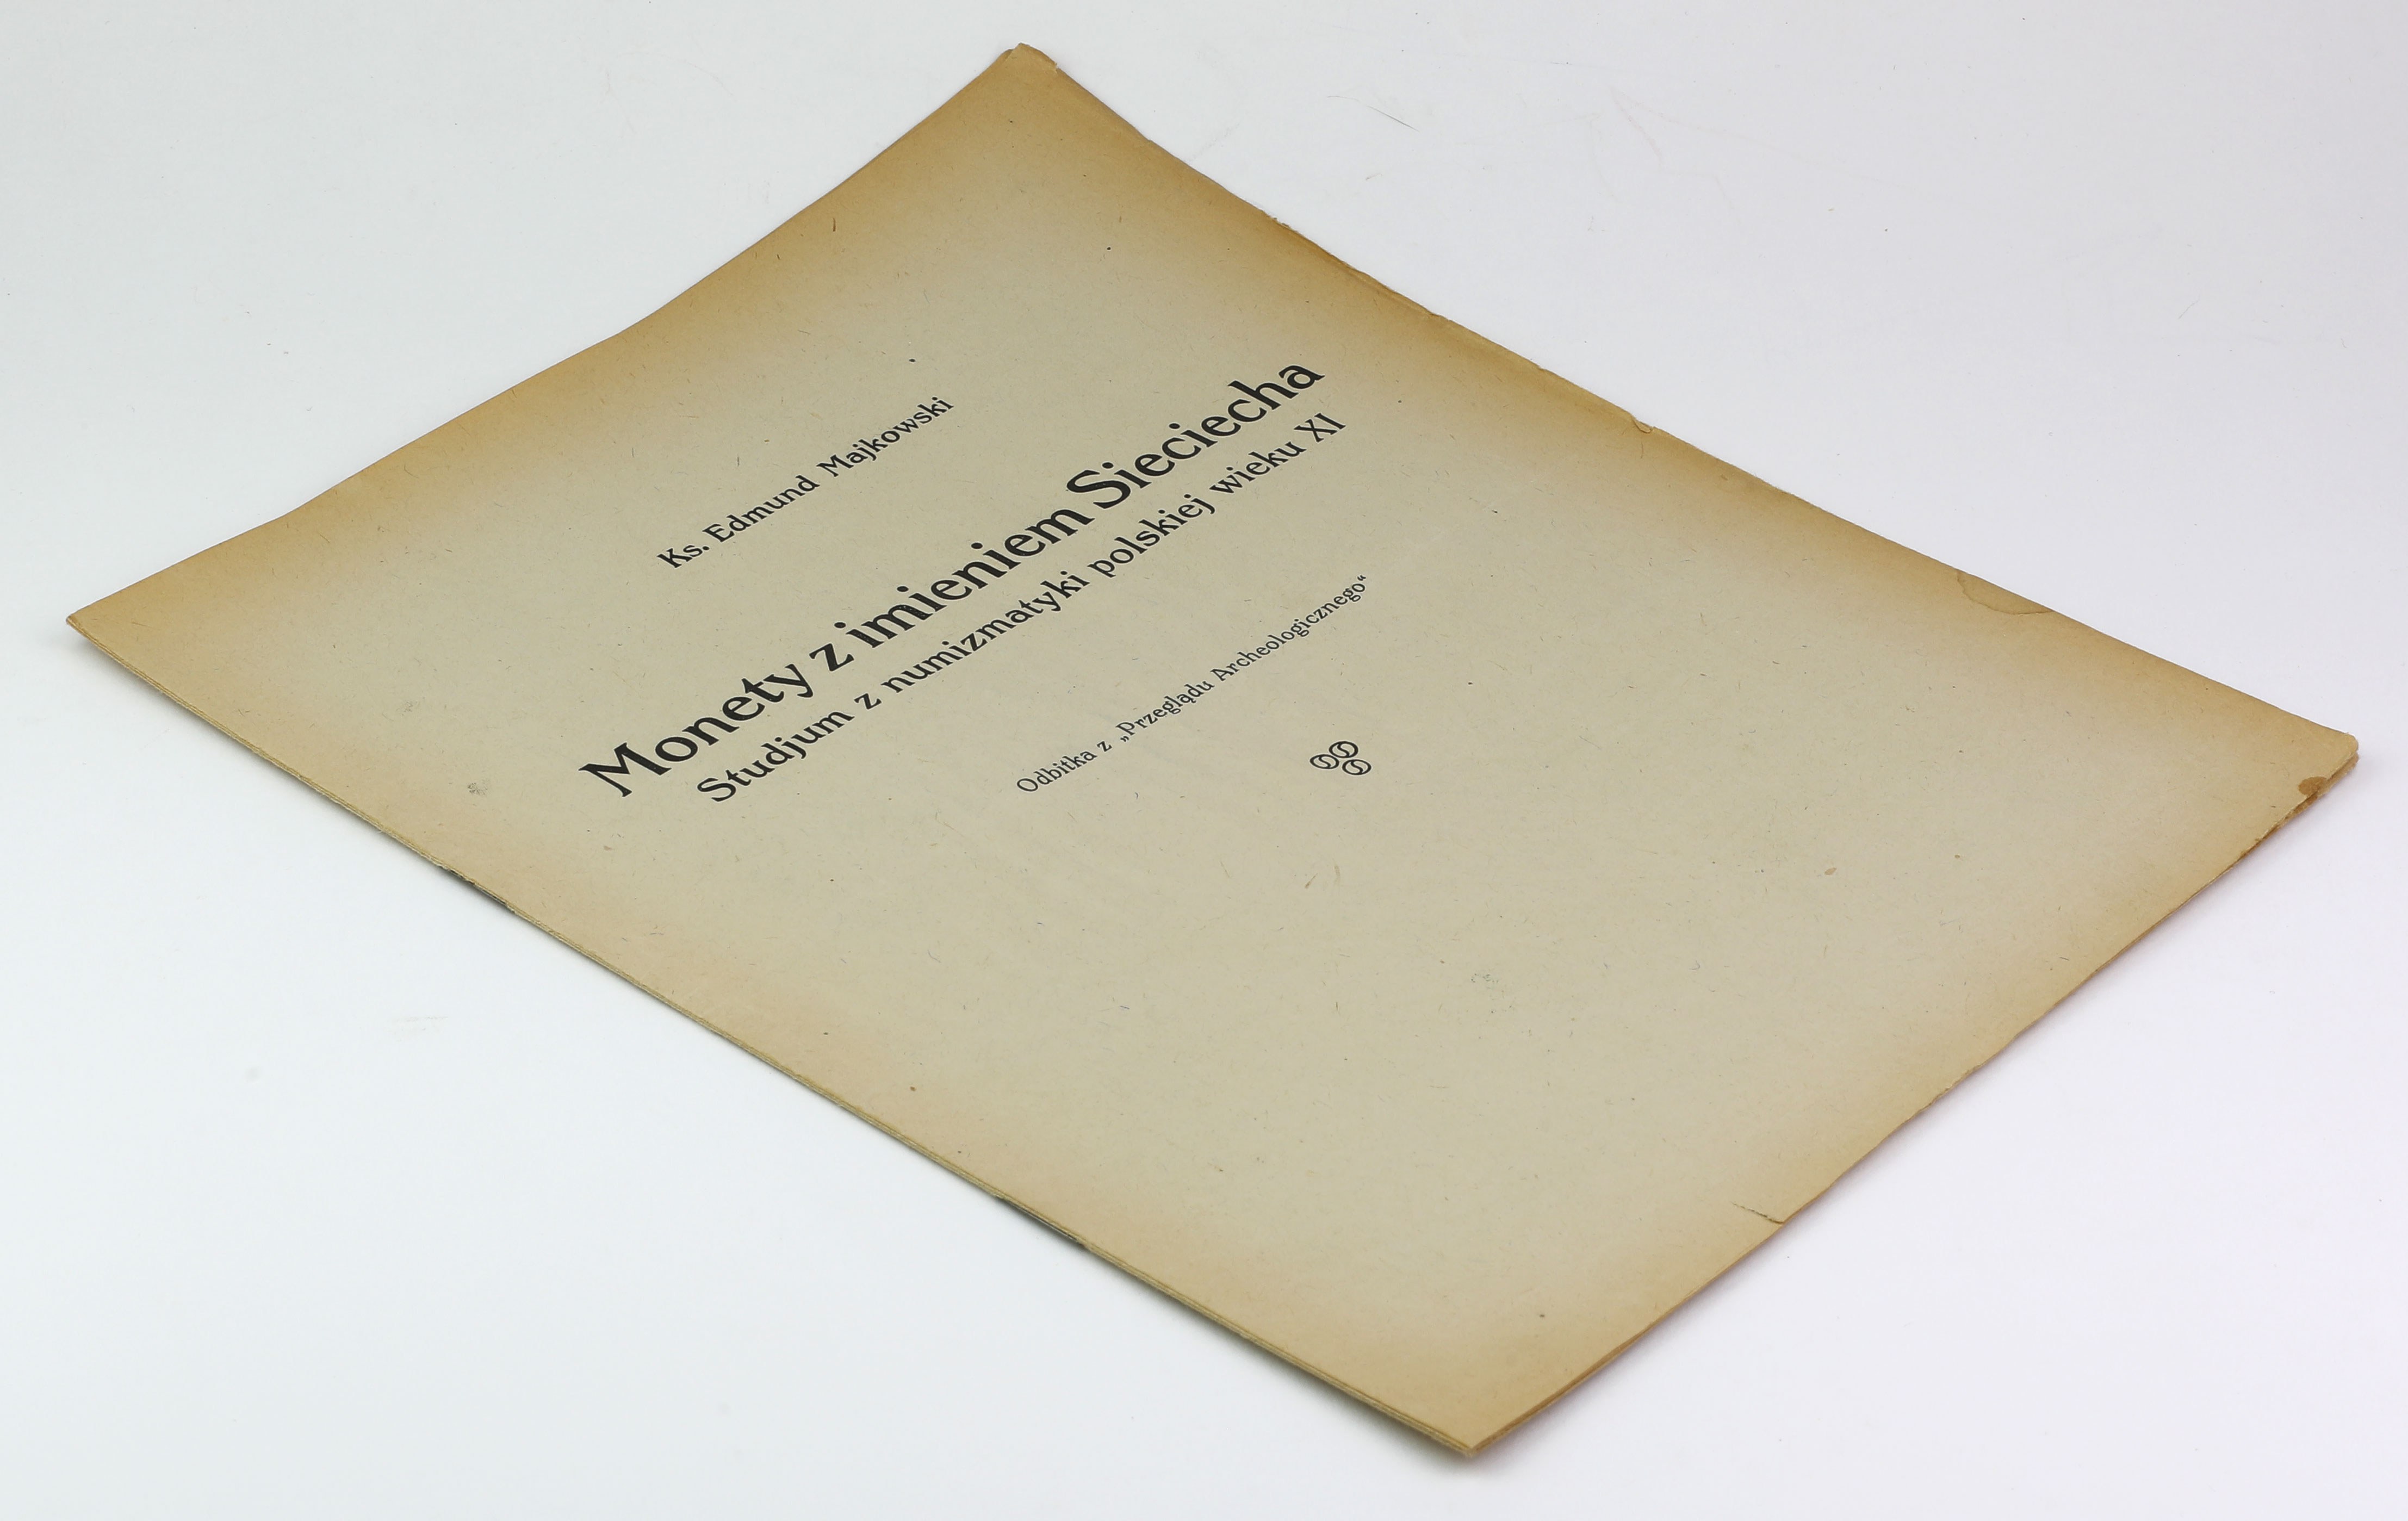 Ks. Edmund Majkowski
Monety z imieniem Sieciecha
Studjum z numizmatyki polskiej wieku XI
Odbitka z „Przeglądu Archeologicznego“